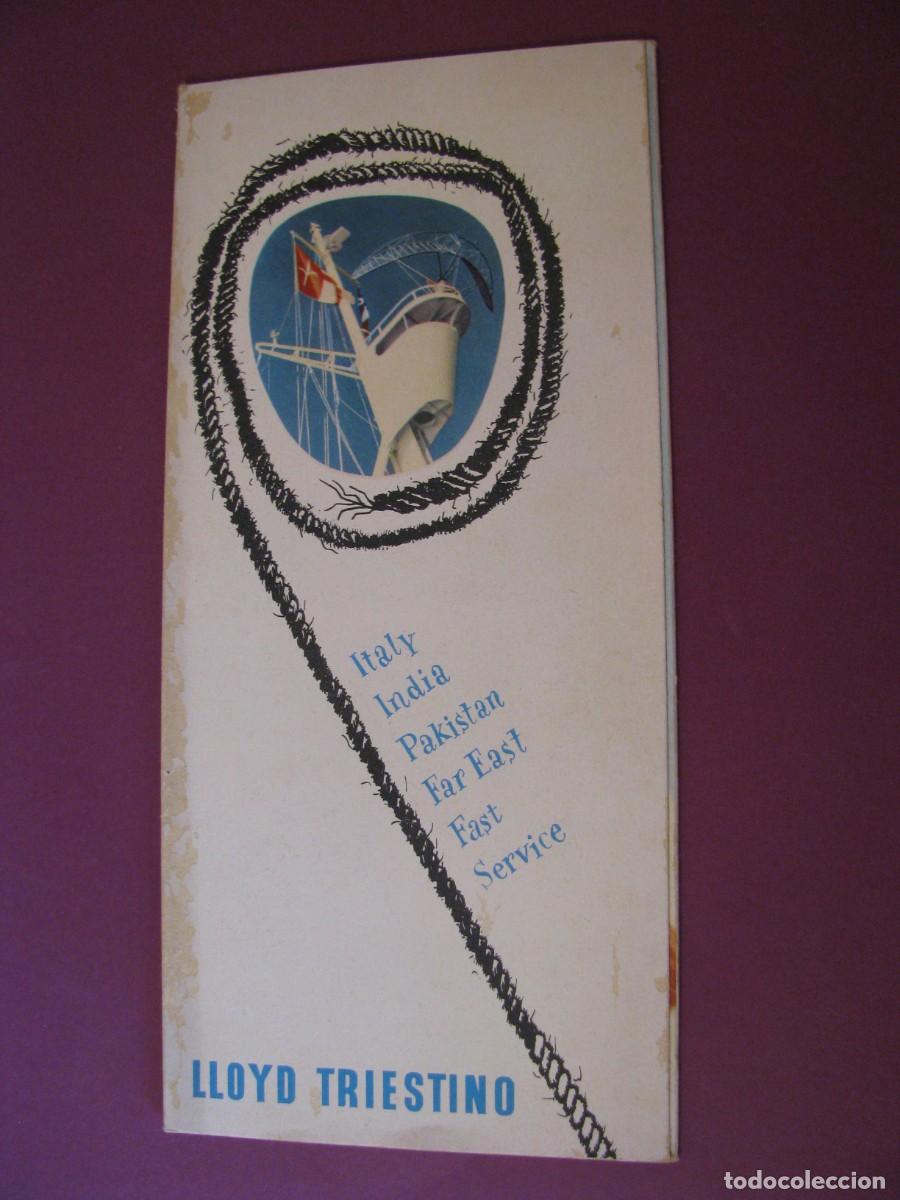 Italy
India
Pakistan
Far East
Fast
Service
LLOYD TRIESTINO
todocoleccion